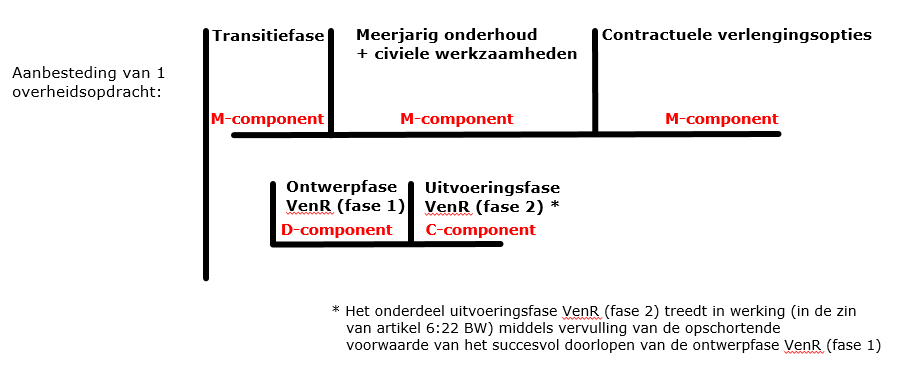 Aanbesteding van 1
overheidsopdracht:
Transitiefase
Meerjarig onderhoud
+ civiele werkzaamheden
Contractuele verlengingsopties
M-component
M-component
M-component
Ontwerpfase
VenR (fase 1)
D-component
Uitvoeringsfase
VenR (fase 2) *
C-component
* Het onderdeel uitvoeringsfase VenR (fase 2) treedt in werking (in de zin
van artikel 6:22 BW) middels vervulling van de opschortende
voorwaarde van het succesvol doorlopen van de ontwerpfase VenR (fase 1)